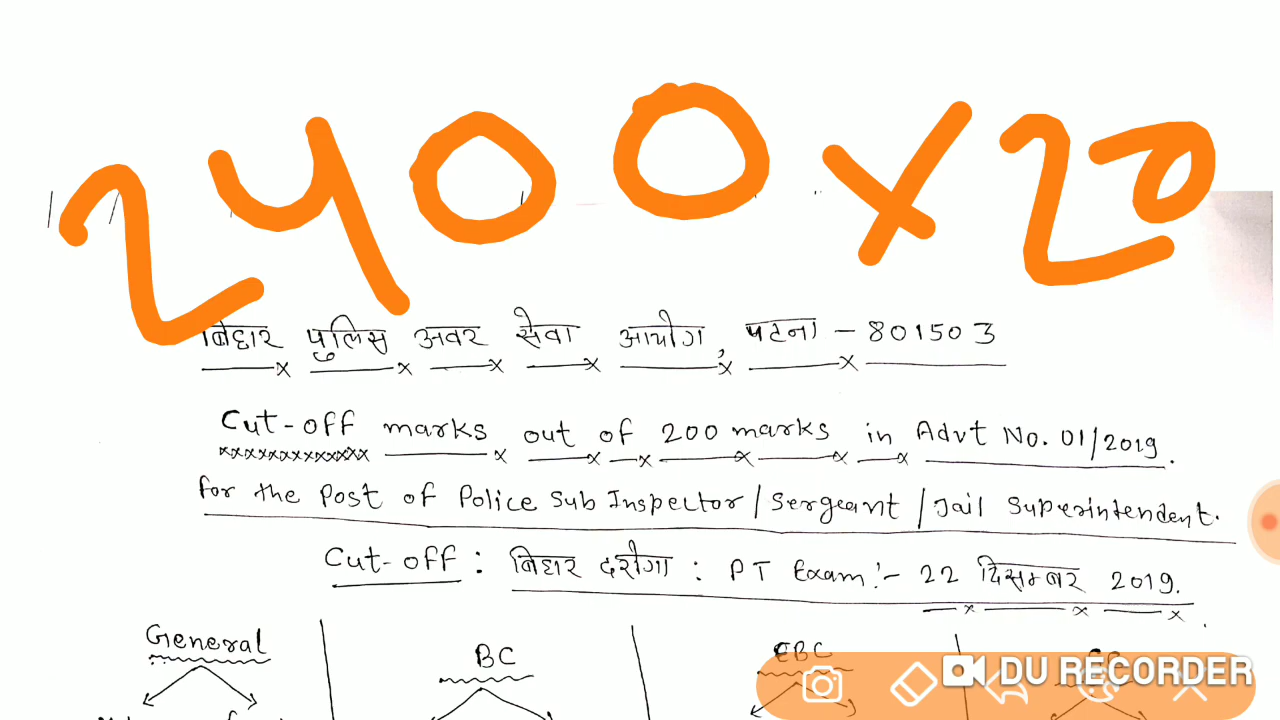 2400 x 20
बिहार पुलिस अवर सेवा आयोग, पटना - 801503
Cut-off marks out of 200 marks in Advt No. 01/2019.
for the Post of Police Sub Inspector/Sergeant/Jail Superintendent.
Cut-off : बिहार दरोगा : PT Exam:- 22 दिसम्बर 2019.
General BC EBC
DU RECORDER